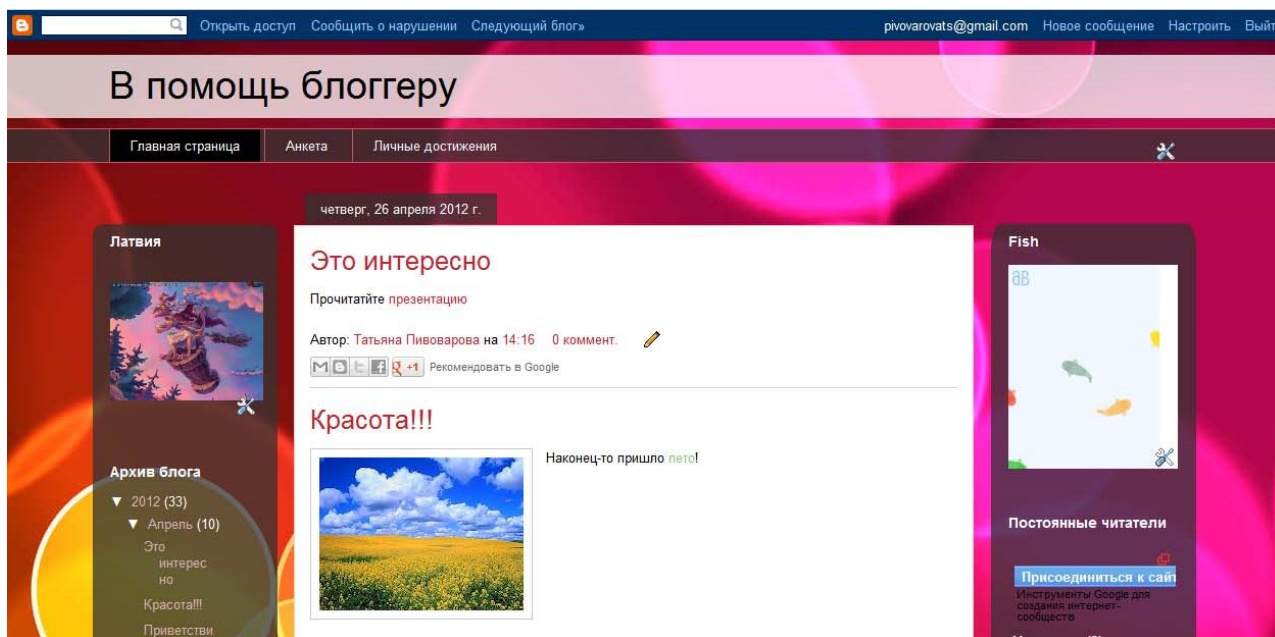 Открыть доступ Сообщить о нарушении Следующий блог» pivovarovats@gmail.com Новое сообщение Настроить Выйт
В помощь блоггеру
Главная страница Анкета Личные достижения
четверг, 26 апреля 2012 г.
Латвия
Архив блога
▼ 2012 (33)
▼ Апрель (10)
Это
интерес
но
Красота!!!
Приветстви
Это интересно
Прочитатйте презентацию
Автор: Татьяна Пивоварова на 14:16 0 коммент.
+1 Рекомендовать в Google
Красота!!!
Наконец-то пришло лето!
Fish
Постоянные читатели
Присоединиться к сайт
Инструменты Google для
создания интернет-
сообществ